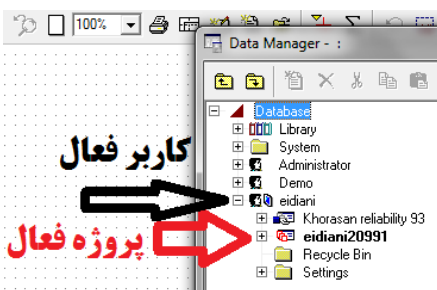 100%
Data Manager - :
Database
Library
System
Administrator
Demo
کاربر فعال
eidiani
Khorasan reliability 93
پروژه فعال
eidiani20991
Recycle Bin
Settings